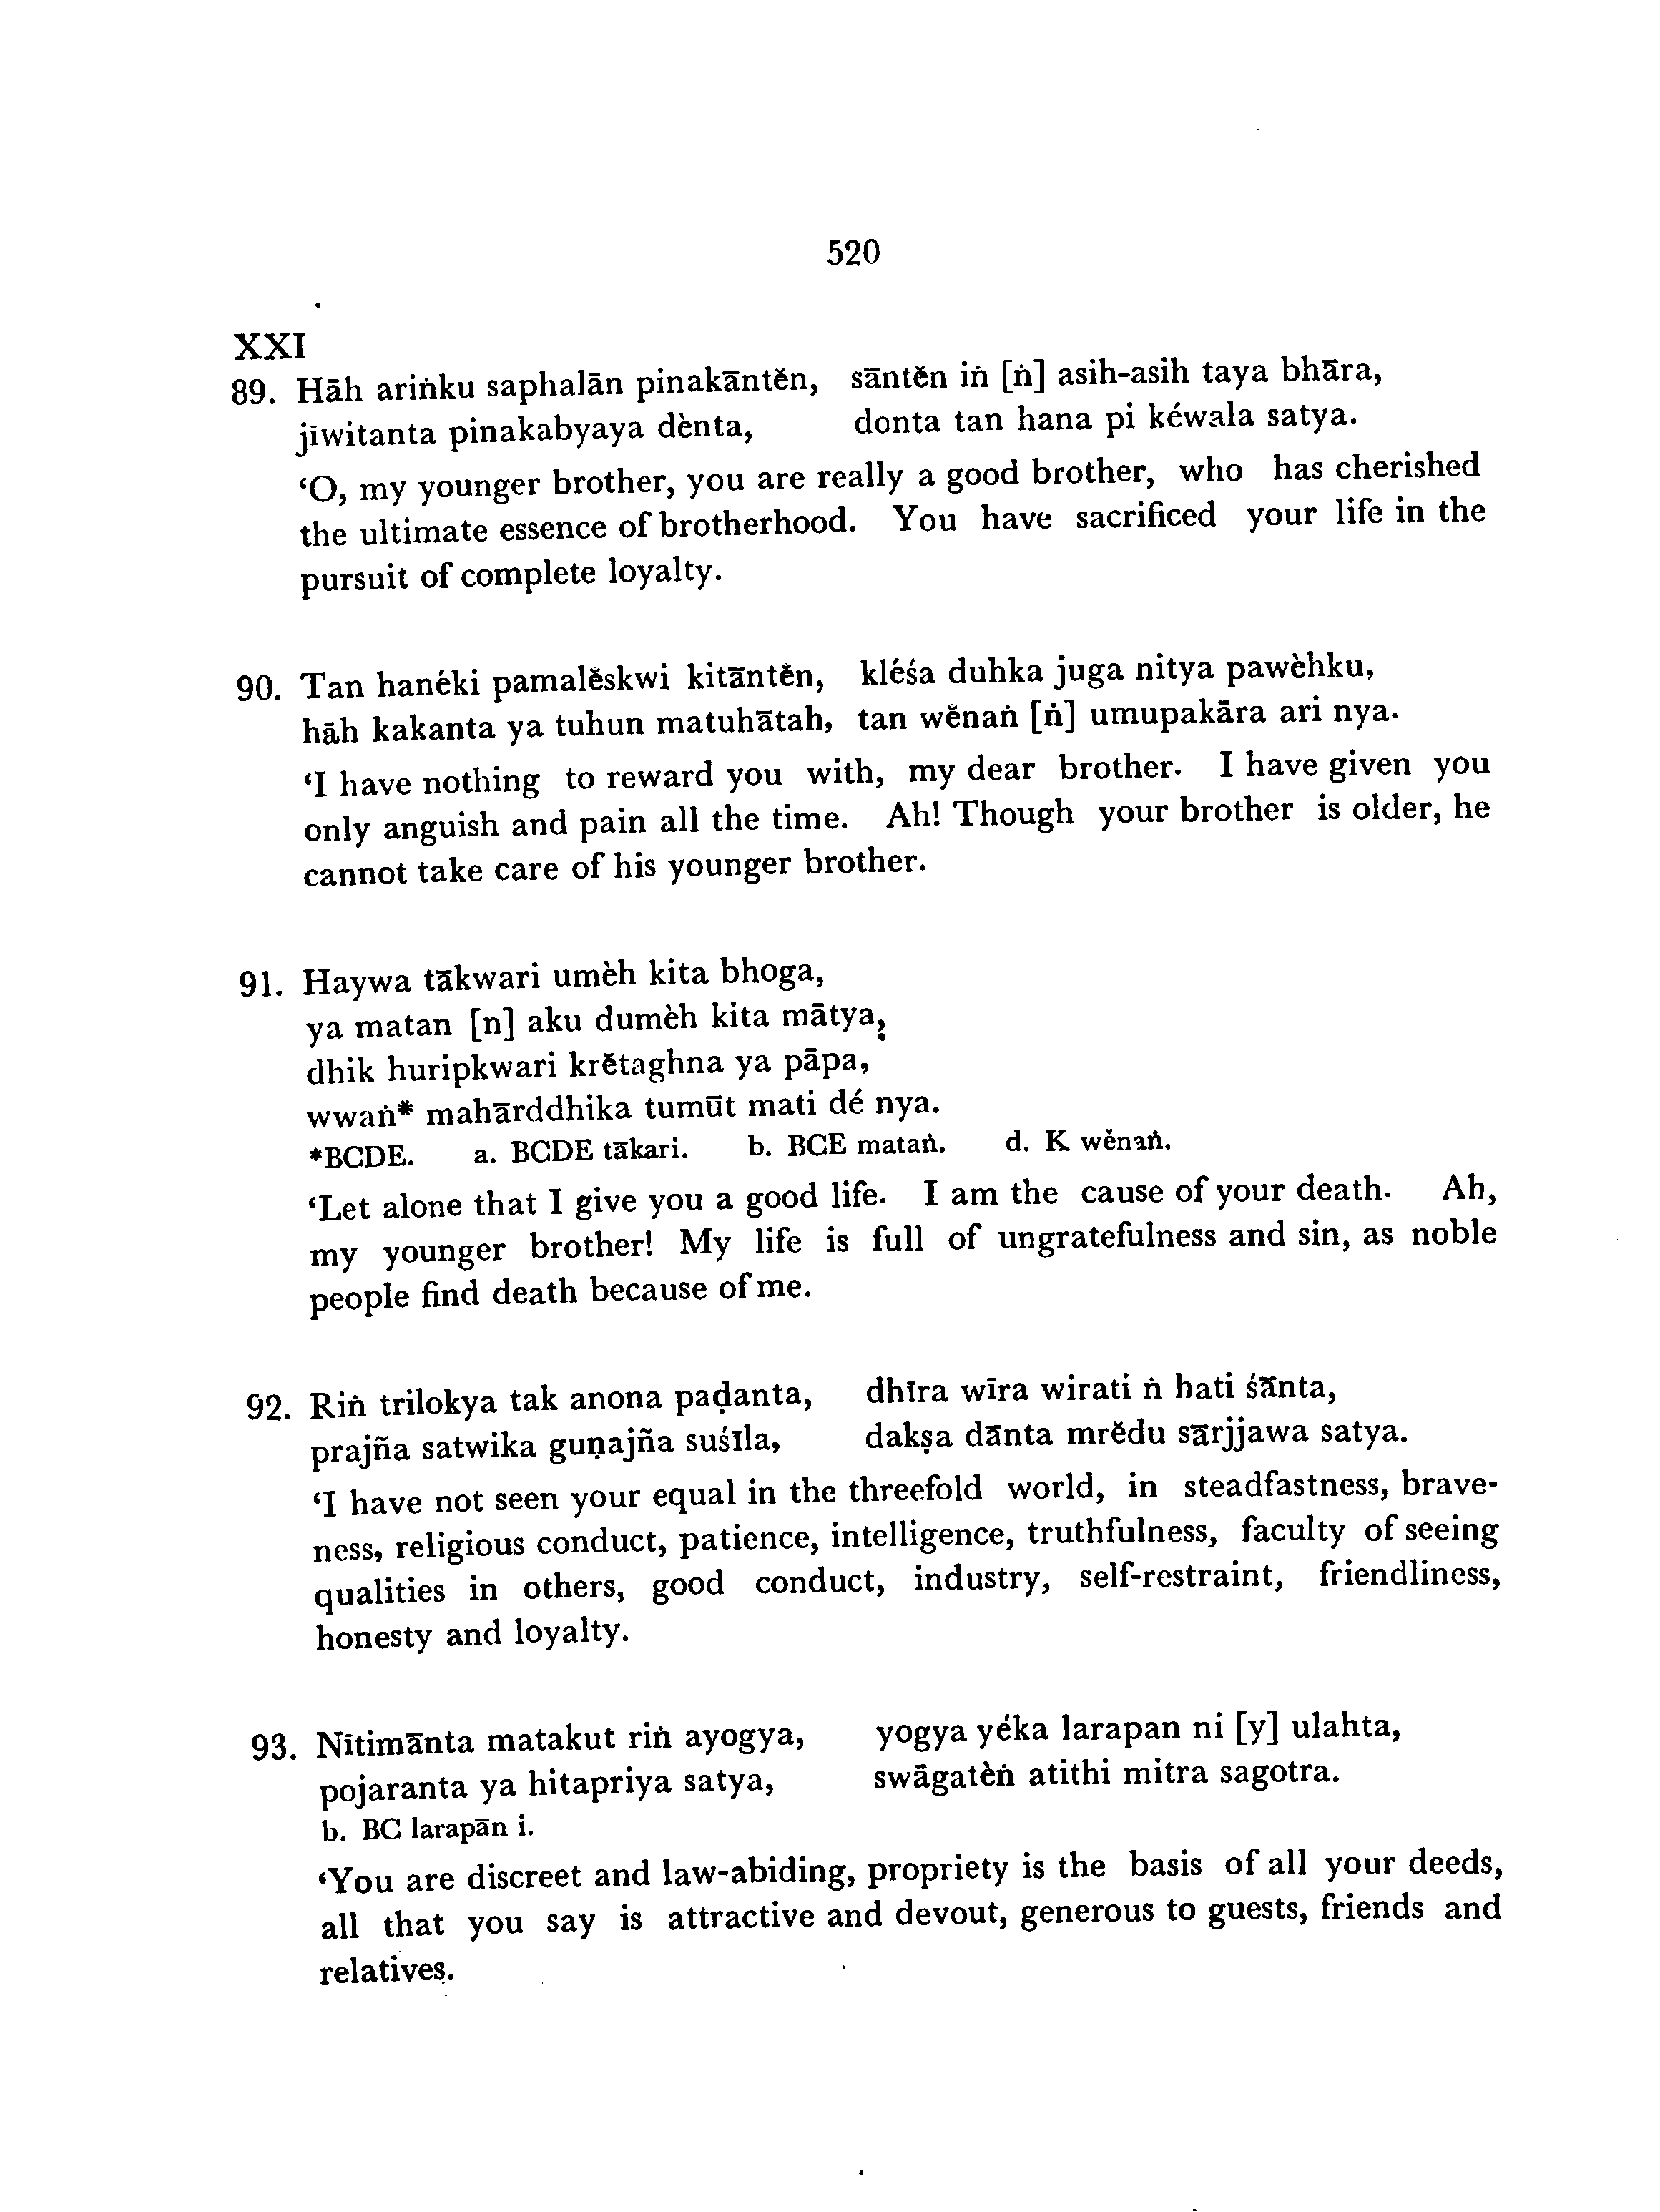 520
XXI
89. Hāh ariṅku saphalān pinakāntĕn, sāntĕn iṅ [ṅ] asih-asih taya bhāra,
jīwitanta pinakabyaya dènta, donta tan hana pi kéwala satya.
‘O, my younger brother, you are really a good brother, who has cherished
the ultimate essence of brotherhood. You have sacrificed your life in the
pursuit of complete loyalty.
90. Tan hanéki pamalĕskwi kitāntĕn, kléśa duhka juga nitya pawèhku,
hāh kakanta ya tuhun matuhātah, tan wĕnaṅ [ṅ] umupakāra ari nya.
‘I have nothing to reward you with, my dear brother. I have given you
only anguish and pain all the time. Ah! Though your brother is older, he
cannot take care of his younger brother.
91. Haywa tākwari umèh kita bhoga,
ya matan [n] aku dumèh kita mātya,
dhik huripkwari krĕtaghna ya pāpa,
wwaṅ* mahārddhika tumūt mati dé nya.
*BCDE. a. BCDE tākari. b. BCE mataṅ. d. K wĕnaṅ.
‘Let alone that I give you a good life. I am the cause of your death. Ah,
my younger brother! My life is full of ungratefulness and sin, as noble
people find death because of me.
92. Riṅ trilokya tak anona paḍanta, dhīra wīra wirati ṅ hati śānta,
prajña satwika guṇajña suśīla, dakṣa dānta mrĕdu sārjjawa satya.
‘I have not seen your equal in the threefold world, in steadfastness, brave-
ness, religious conduct, patience, intelligence, truthfulness, faculty of seeing
qualities in others, good conduct, industry, self-restraint, friendliness,
honesty and loyalty.
93. Nītimānta matakut riṅ ayogya, yogya yéka larapan ni [y] ulahta,
pojaranta ya hitapriya satya, swāgatèṅ atithi mitra sagotra.
b. BC larapān i.
‘You are discreet and law-abiding, propriety is the basis of all your deeds,
all that you say is attractive and devout, generous to guests, friends and
relatives.